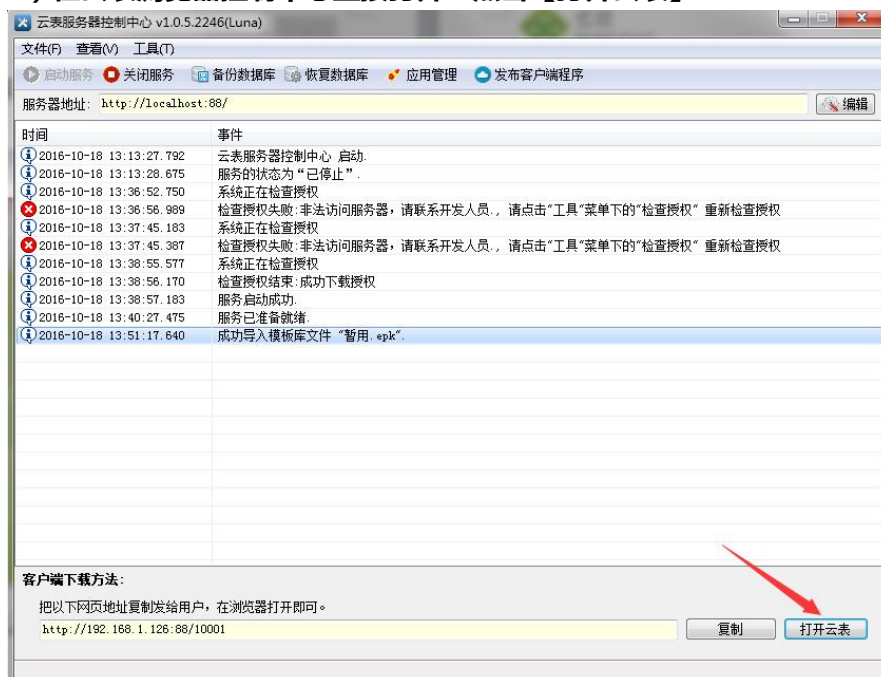 云表服务器控制中心 v1.0.5.2246(Luna)
文件(F) 查看(V) 工具(T)
启动服务 关闭服务 备份数据库 恢复数据库 应用管理 发布客户端程序
服务器地址: http://localhost:88/ 编辑
时间 事件
2016-10-18 13:13:27.792 云表服务器控制中心 启动.
2016-10-18 13:13:28.675 服务的状态为“已停止”.
2016-10-18 13:36:52.750 系统正在检查授权
2016-10-18 13:36:56.989 检查授权失败:非法访问服务器，请联系开发人员., 请点击“工具“菜单下的“检查授权” 重新检查授权
2016-10-18 13:37:45.183 系统正在检查授权
2016-10-18 13:37:45.387 检查授权失败:非法访问服务器，请联系开发人员., 请点击“工具“菜单下的“检查授权” 重新检查授权
2016-10-18 13:38:55.577 系统正在检查授权
2016-10-18 13:38:56.170 检查授权结束:成功下载授权
2016-10-18 13:38:57.183 服务启动成功.
2016-10-18 13:40:27.475 服务已准备就绪.
2016-10-18 13:51:17.640 成功导入模板库文件 “暂用.epk“.
客户端下载方法:
把以下网页地址复制发给用户，在浏览器打开即可。
http://192.168.1.126:88/10001 复制 打开云表